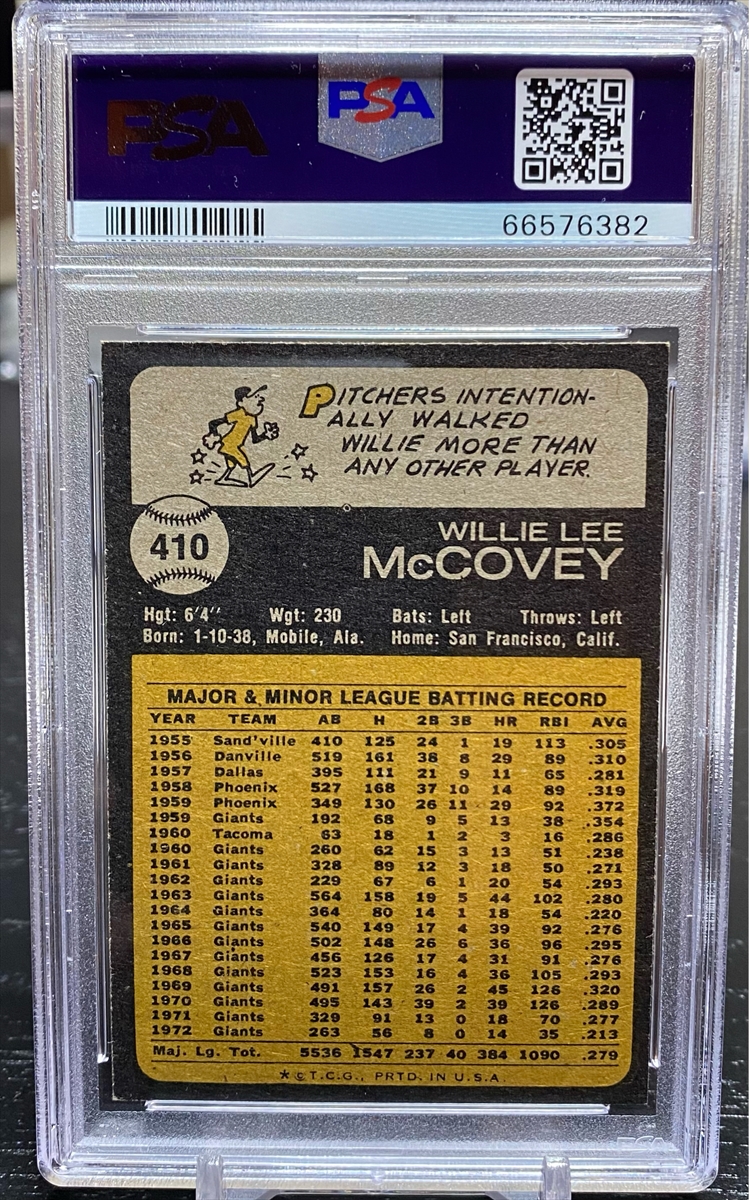 PSA PSA
66576382
PITCHERS INTENTION-
ALLY WALKED
WILLIE MORE THAN
ANY OTHER PLAYER.
410
WILLIE LEE
McCOVEY
Hgt: 6'4" Wgt: 230 Bats: Left Throws: Left
Born: 1-10-38, Mobile, Ala. Home: San Francisco, Calif.
MAJOR & MINOR LEAGUE BATTING RECORD
YEAR TEAM AB H 2B 3B HR RBI AVG
1955 Sand'ville 410 125 24 1 19 113 .305
1956 Danville 519 161 38 8 29 89 .310
1957 Dallas 395 111 21 9 11 65 .281
1958 Phoenix 527 168 37 10 14 89 .319
1959 Phoenix 349 130 26 11 29 92 .372
1959 Giants 192 68 9 5 13 38 .354
1960 Tacoma 63 18 1 2 3 16 .286
1960 Giants 260 62 15 3 13 51 .238
1961 Giants 328 89 12 3 18 50 .271
1962 Giants 229 67 6 1 20 54 .293
1963 Giants 564 158 19 5 44 102 .280
1964 Giants 364 80 14 1 18 54 .220
1965 Giants 540 149 17 4 39 92 .276
1966 Giants 502 148 26 6 36 96 .295
1967 Giants 456 126 17 4 31 91 .276
1968 Giants 523 153 16 4 36 105 .293
1969 Giants 491 157 26 2 45 126 .320
1970 Giants 495 143 39 2 39 126 .289
1971 Giants 329 91 13 0 18 70 .277
1972 Giants 263 56 8 0 14 35 .213
Maj. Lg. Tot. 5536 1547 237 40 384 1090 .279
★ © T.C.G., PRTD. IN U.S.A.